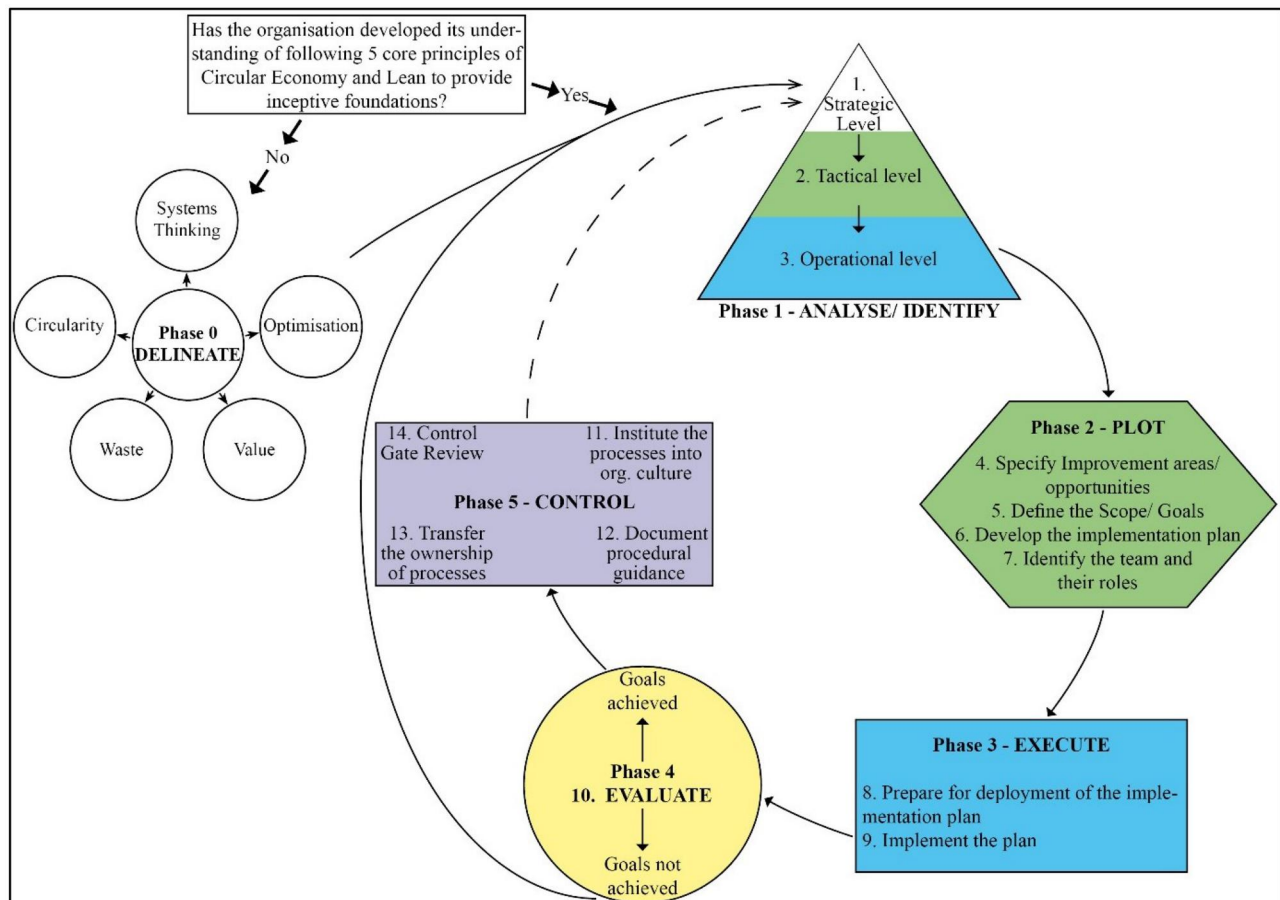 Has the organisation developed its under-
standing of following 5 core principles of
Circular Economy and Lean to provide
inceptive foundations?
Yes
No
Systems
Thinking
Circularity
Optimisation
Phase 0
DELINEATE
Waste
Value
1.
Strategic
Level
2. Tactical level
3. Operational level
Phase 1 - ANALYSE/ IDENTIFY
Phase 2 - PLOT
4. Specify Improvement areas/
opportunities
5. Define the Scope/ Goals
6. Develop the implementation plan
7. Identify the team and
their roles
Phase 3 - EXECUTE
8. Prepare for deployment of the imple-
mentation plan
9. Implement the plan
Goals
achieved
Phase 4
10. EVALUATE
Goals not
achieved
14. Control
Gate Review
11. Institute the
processes into
org. culture
Phase 5 - CONTROL
13. Transfer
the ownership
of processes
12. Document
procedural
guidance